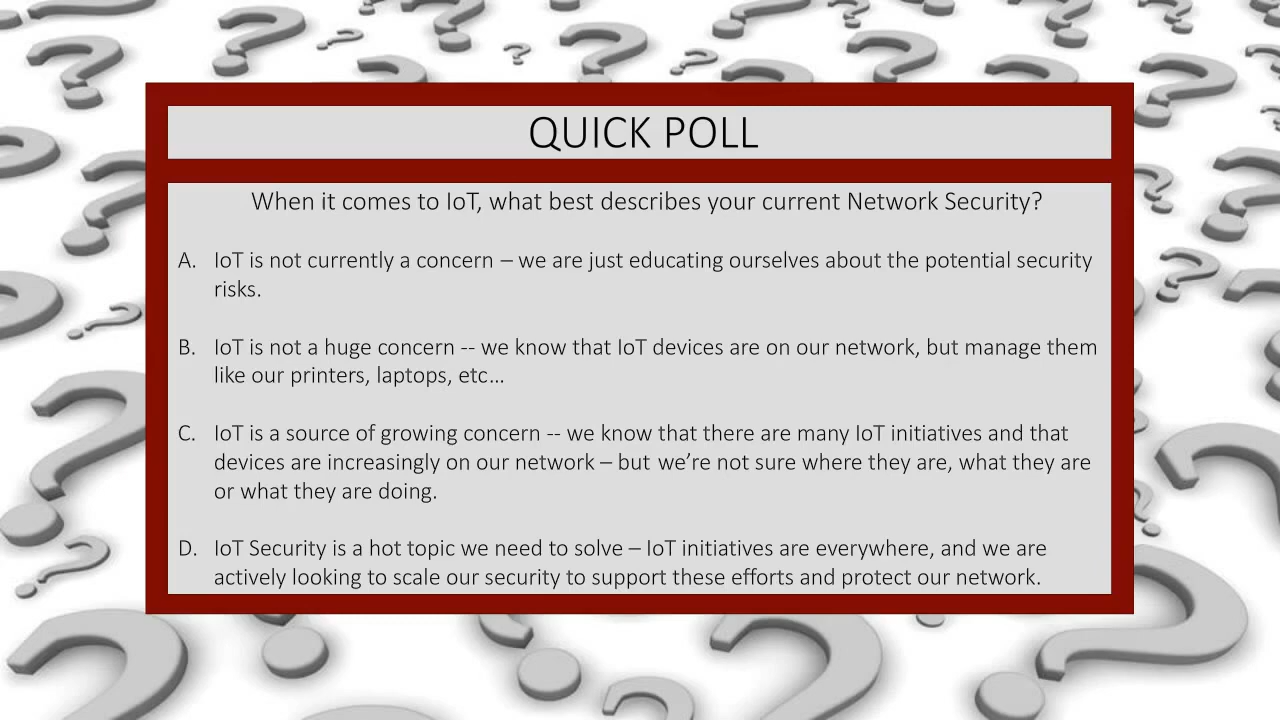 QUICK POLL
When it comes to IoT, what best describes your current Network Security?
A. IoT is not currently a concern – we are just educating ourselves about the potential security
risks.
B. IoT is not a huge concern -- we know that IoT devices are on our network, but manage them
like our printers, laptops, etc…
C. IoT is a source of growing concern -- we know that there are many IoT initiatives and that
devices are increasingly on our network – but we’re not sure where they are, what they are
or what they are doing.
D. IoT Security is a hot topic we need to solve – IoT initiatives are everywhere, and we are
actively looking to scale our security to support these efforts and protect our network.